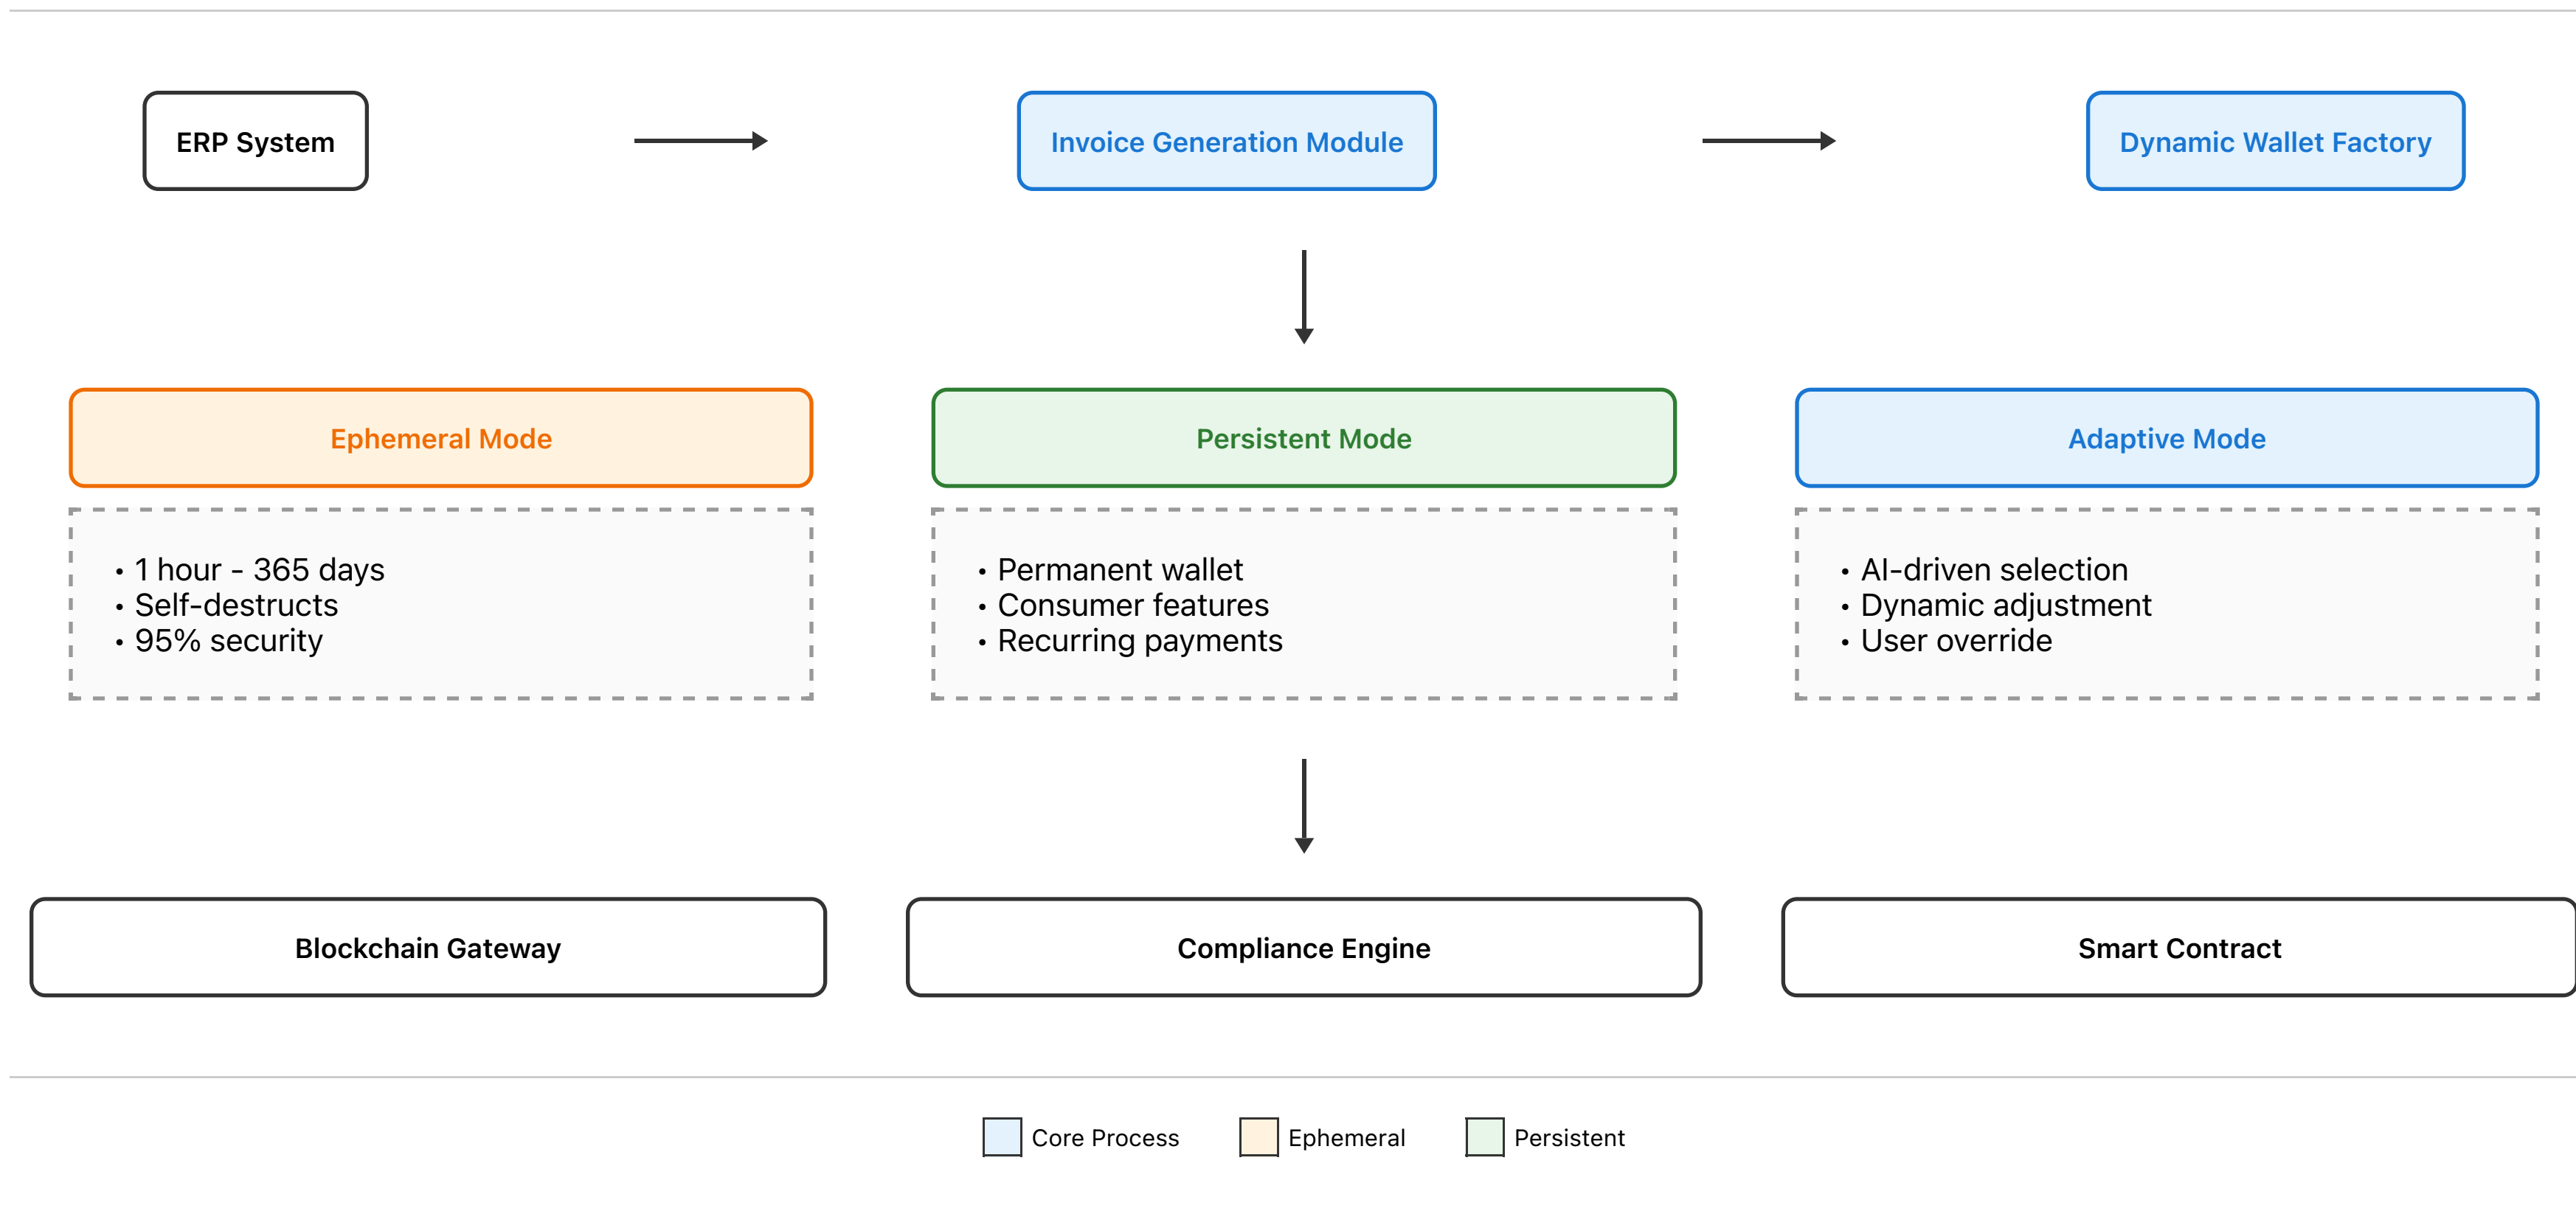 ERP System
Invoice Generation Module
Dynamic Wallet Factory
Ephemeral Mode
• 1 hour - 365 days
• Self-destructs
• 95% security
Persistent Mode
• Permanent wallet
• Consumer features
• Recurring payments
Adaptive Mode
• AI-driven selection
• Dynamic adjustment
• User override
Blockchain Gateway
Compliance Engine
Smart Contract
Core Process
Ephemeral
Persistent